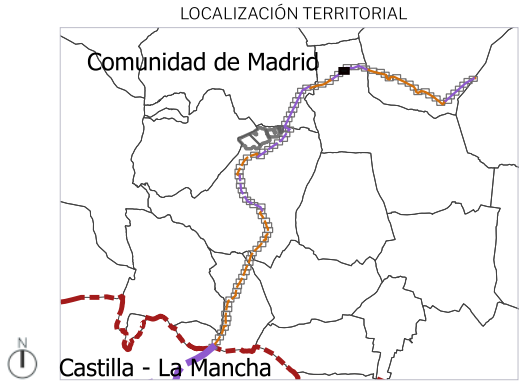 LOCALIZACIÓN TERRITORIAL
Comunidad de Madrid
N
Castilla - La Mancha